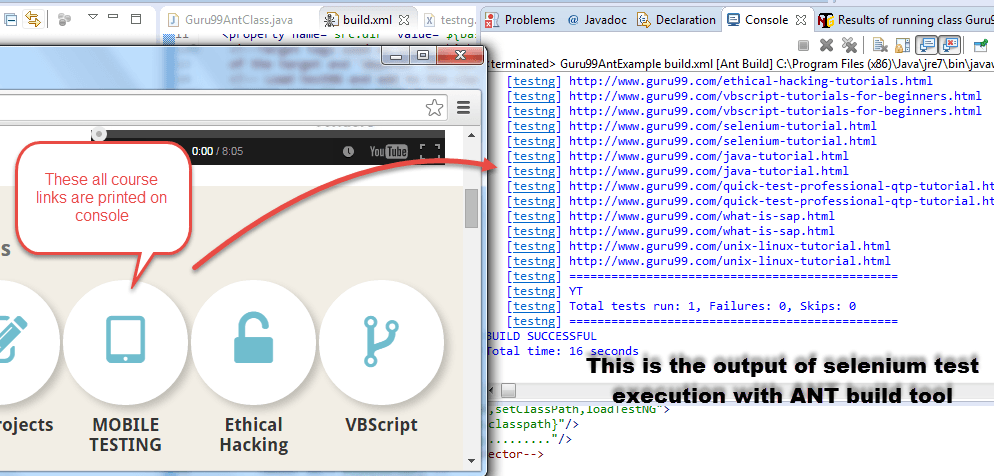 Guru99AntClass.java
build.xml
testng.
Problems
@ Javadoc
Declaration
Console
Results of running class Guru9
11 <property name="src.dir" value="${ba
terminated> Guru99AntExample build.xml [Ant Build] C:\Program Files (x86)\Java\jre7\bin\javaw
[testng] http://www.guru99.com/ethical-hacking-tutorials.html
[testng] http://www.guru99.com/vbscript-tutorials-for-beginners.html
[testng] http://www.guru99.com/vbscript-tutorials-for-beginners.html
[testng] http://www.guru99.com/selenium-tutorial.html
[testng] http://www.guru99.com/selenium-tutorial.html
[testng] http://www.guru99.com/java-tutorial.html
[testng] http://www.guru99.com/java-tutorial.html
[testng] http://www.guru99.com/quick-test-professional-qtp-tutorial.ht
[testng] http://www.guru99.com/quick-test-professional-qtp-tutorial.ht
[testng] http://www.guru99.com/what-is-sap.html
[testng] http://www.guru99.com/what-is-sap.html
[testng] http://www.guru99.com/unix-linux-tutorial.html
[testng] http://www.guru99.com/unix-linux-tutorial.html
[testng] ===============================================
[testng] YT
[testng] Total tests run: 1, Failures: 0, Skips: 0
[testng] ===============================================
BUILD SUCCESSFUL
Total time: 16 seconds
This is the output of selenium test
execution with ANT build tool
,setClassPath,loadTestNG">
classpath}"/>
.........."/>
ector-->
0:00 / 8:05
YouTube
These all course
links are printed on
console
s
rojects
MOBILE
TESTING
Ethical
Hacking
VBScript